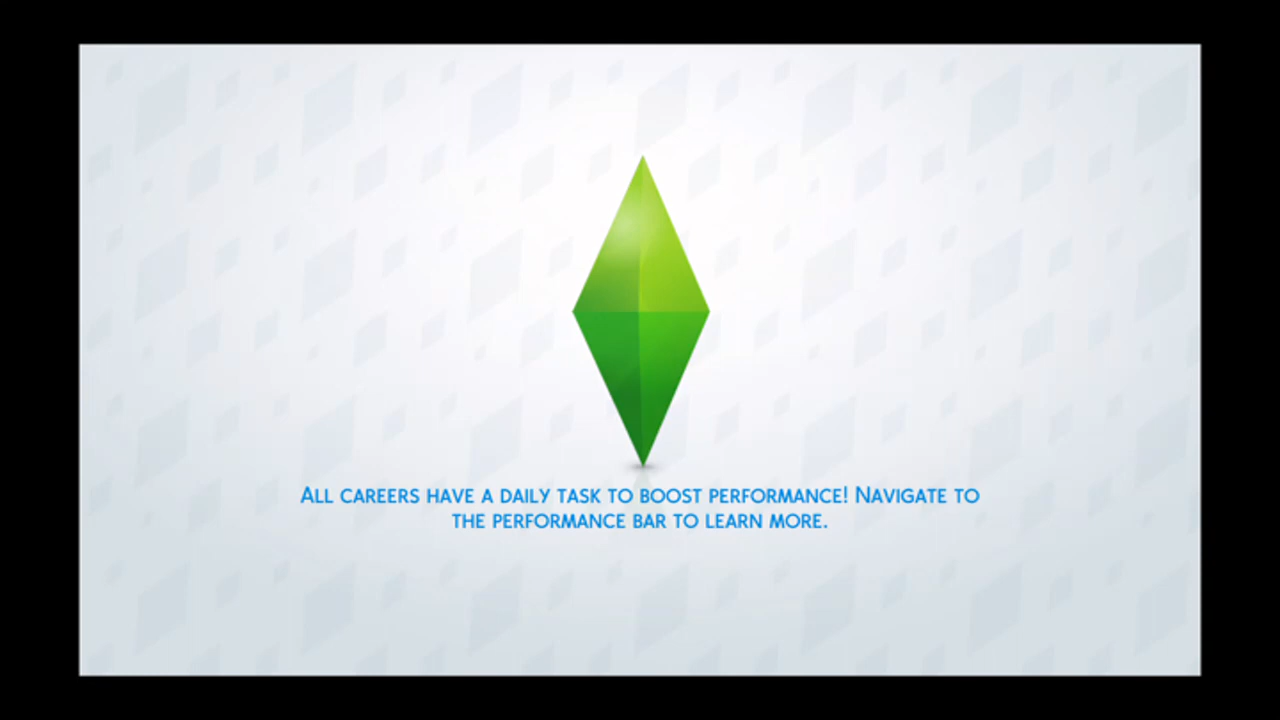 All careers have a daily task to boost performance! Navigate to
the performance bar to learn more.